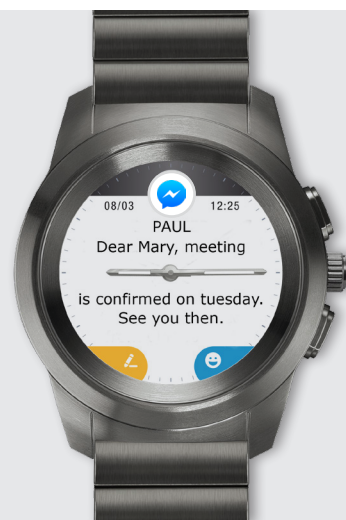 08/03 12:25
PAUL
Dear Mary, meeting
is confirmed on tuesday.
See you then.